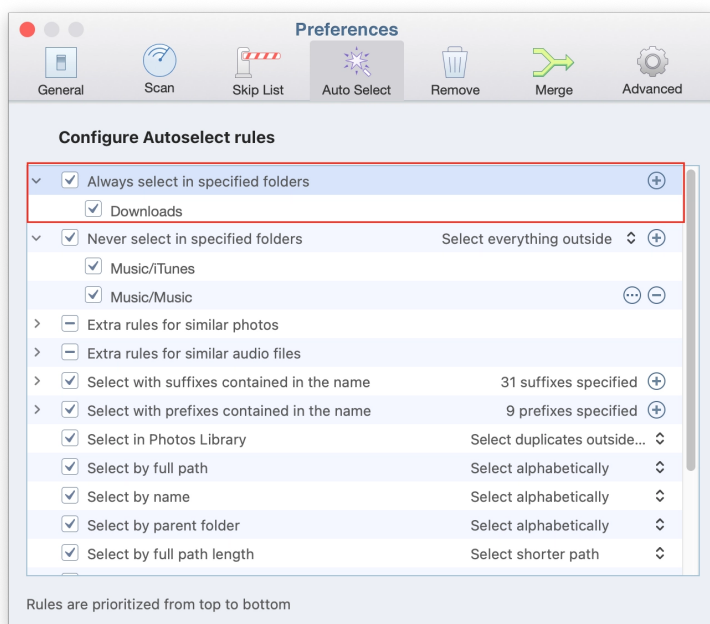 Preferences
General Scan Skip List Auto Select Remove Merge Advanced
Configure Autoselect rules
Always select in specified folders
Downloads
Never select in specified folders Select everything outside
Music/iTunes
Music/Music
Extra rules for similar photos
Extra rules for similar audio files
Select with suffixes contained in the name 31 suffixes specified
Select with prefixes contained in the name 9 prefixes specified
Select in Photos Library Select duplicates outside...
Select by full path Select alphabetically
Select by name Select alphabetically
Select by parent folder Select alphabetically
Select by full path length Select shorter path
Rules are prioritized from top to bottom